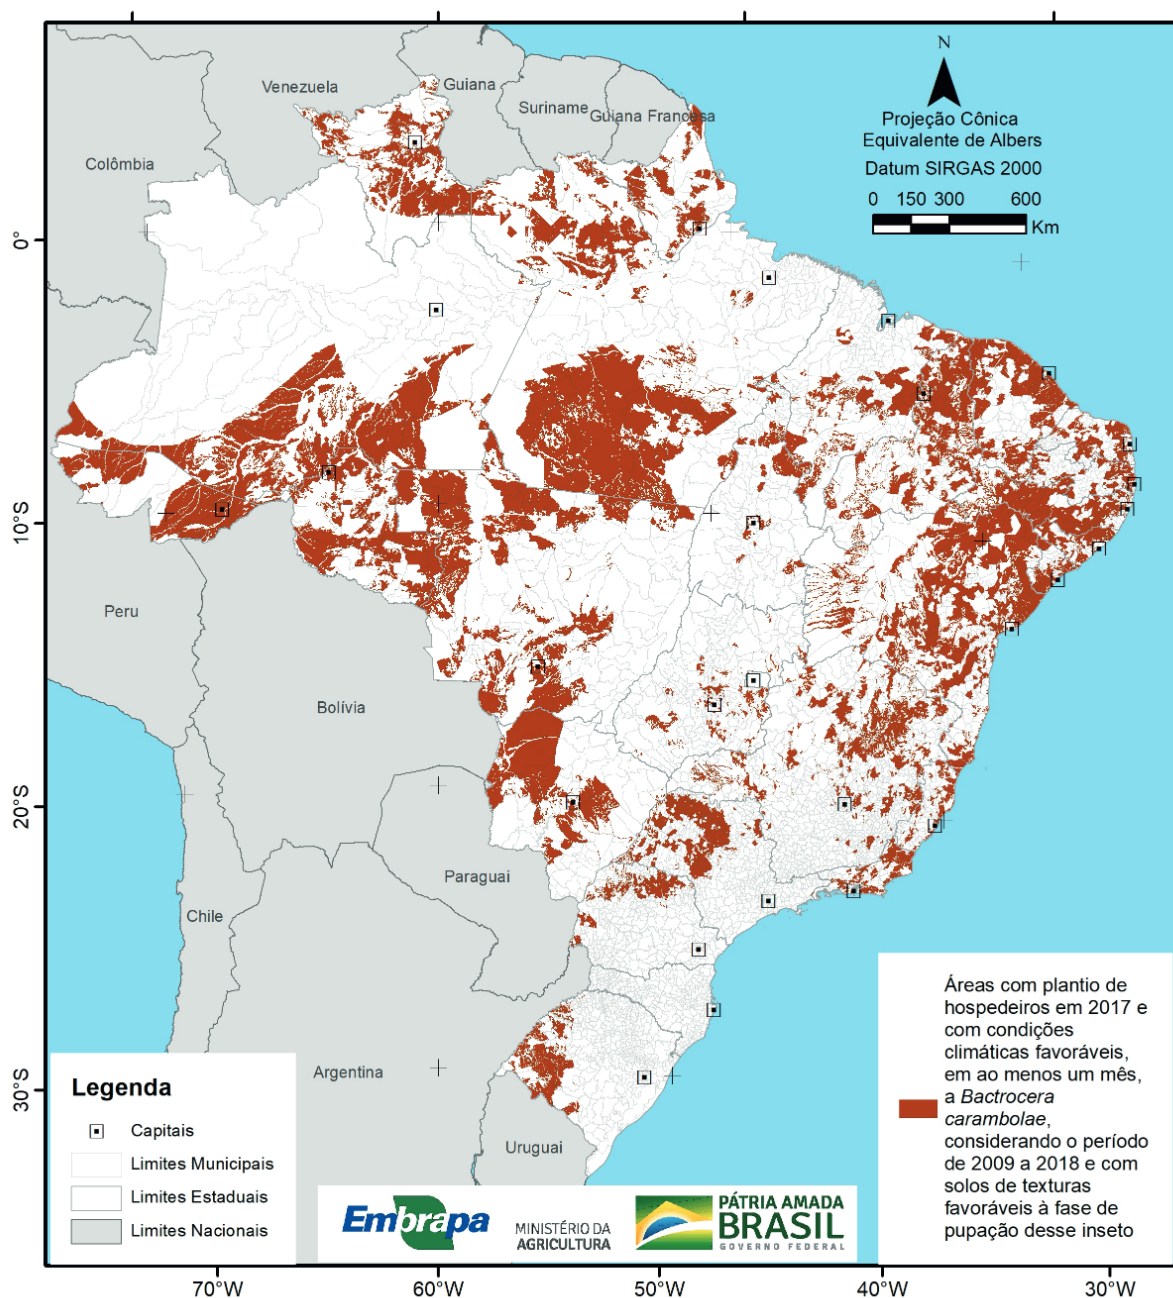 N
Projeção Cônica
Equivalente de Albers
Datum SIRGAS 2000
0 150 300 600
Km
Venezuela
Guiana
Suriname
Guiana Francesa
Colômbia
Peru
Bolívia
Paraguai
Chile
Argentina
Uruguai
0°
10°S
20°S
30°S
70°W
60°W
50°W
40°W
30°W
Legenda
Capitais
Limites Municipais
Limites Estaduais
Limites Nacionais
Embrapa
MINISTÉRIO DA
AGRICULTURA
PÁTRIA AMADA
BRASIL
GOVERNO FEDERAL
Áreas com plantio de
hospedeiros em 2017 e
com condições
climáticas favoráveis,
em ao menos um mês,
a Bactrocera
carambolae,
considerando o período
de 2009 a 2018 e com
solos de texturas
favoráveis à fase de
pupação desse inseto